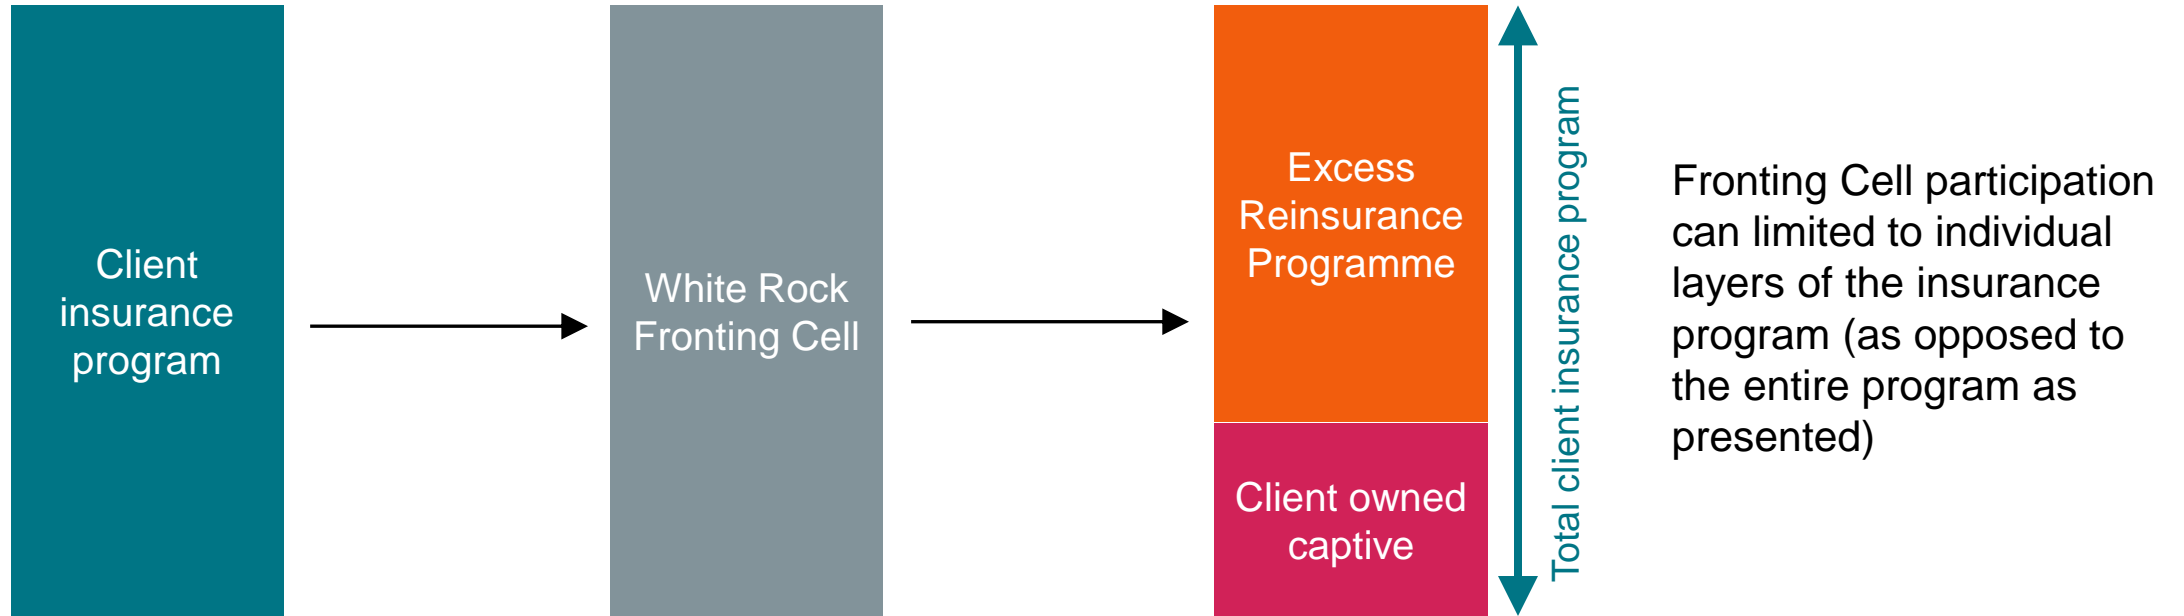 Client
insurance
program
White Rock
Fronting Cell
Excess
Reinsurance
Programme
Client owned
captive
Total client insurance program
Fronting Cell participation
can limited to individual
layers of the insurance
program (as opposed to
the entire program as
presented)